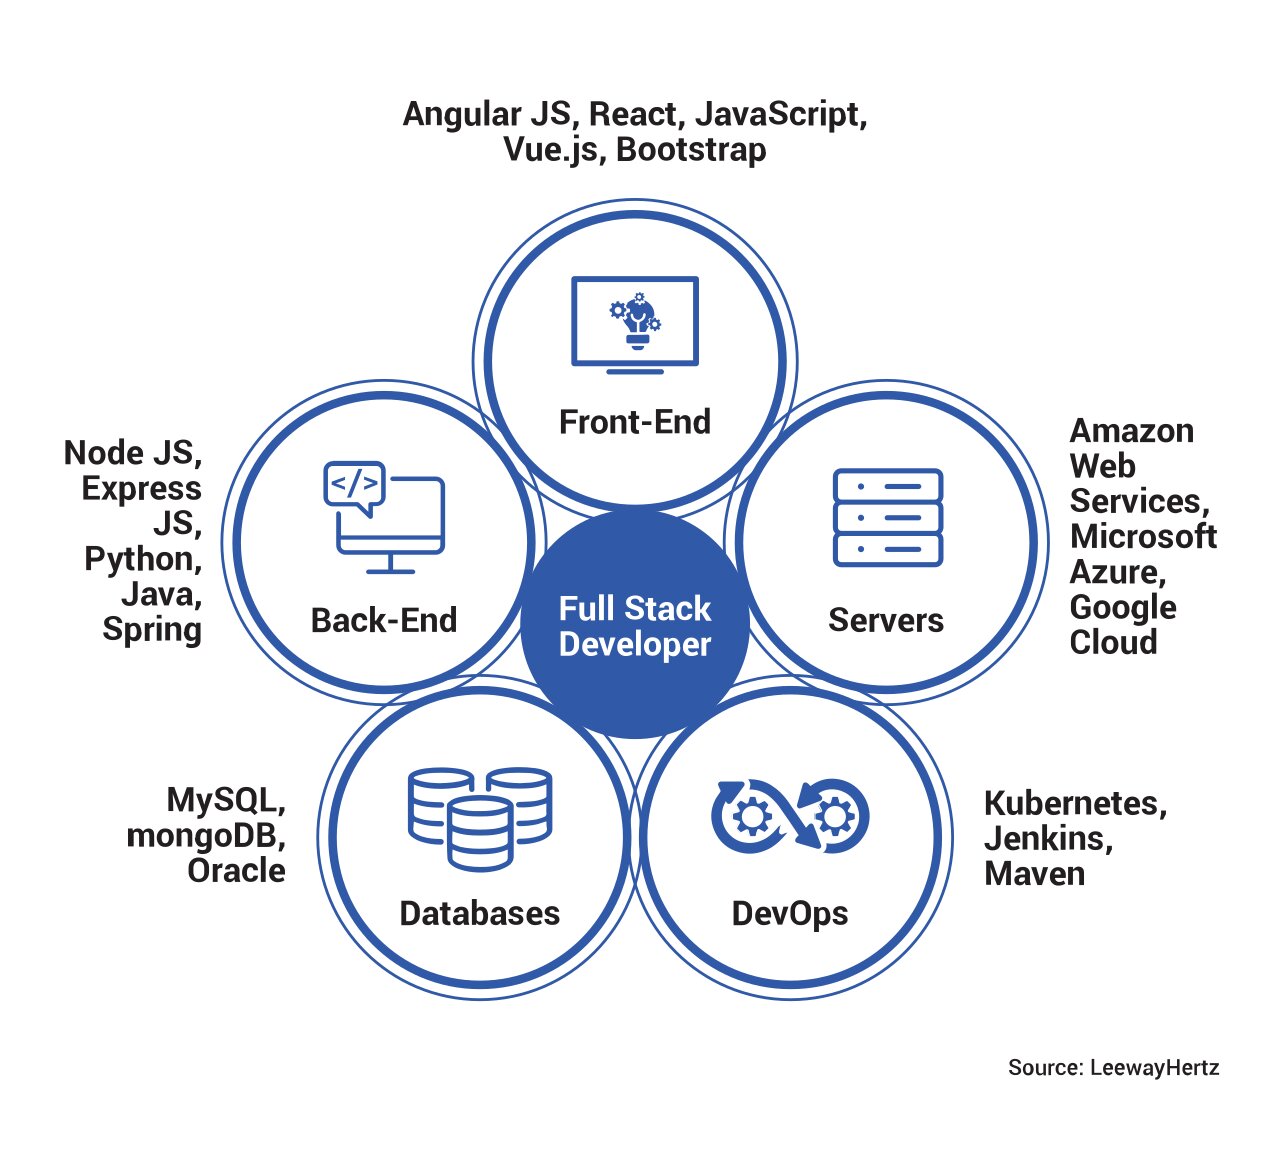 Angular JS, React, JavaScript,
Vue.js, Bootstrap
Front-End
Node JS,
Express
JS,
Python,
Java,
Spring
</>
Back-End
Full Stack
Developer
Servers
Amazon
Web
Services,
Microsoft
Azure,
Google
Cloud
MySQL,
mongoDB,
Oracle
Databases
DevOps
Kubernetes,
Jenkins,
Maven
Source: LeewayHertz